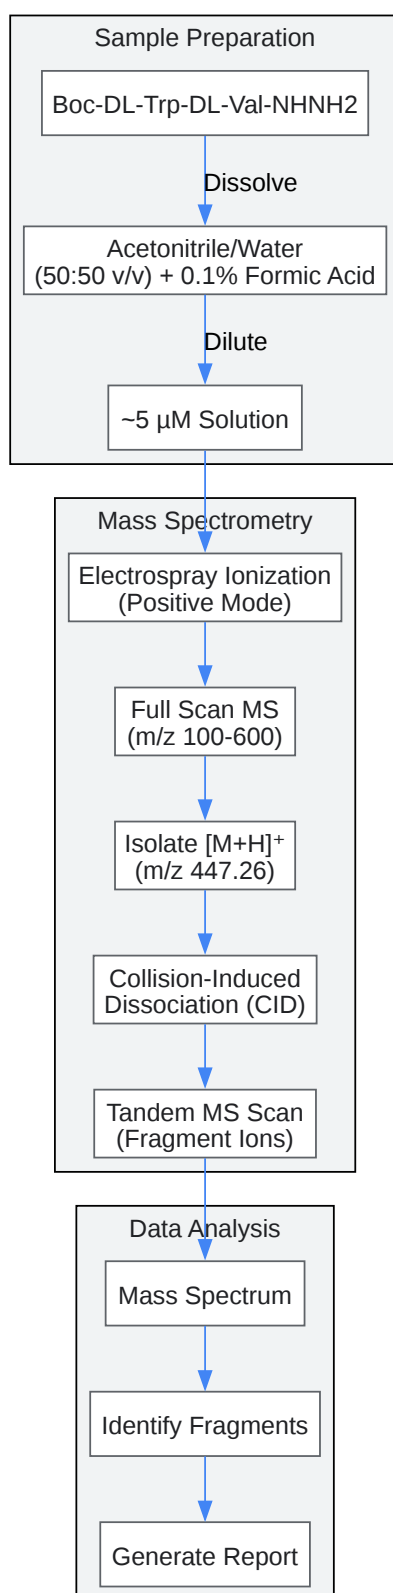 Sample Preparation
Boc-DL-Trp-DL-Val-NHNH2
Dissolve
Acetonitrile/Water
(50:50 v/v) + 0.1% Formic Acid
Dilute
~5 µM Solution
Mass Spectrometry
Electrospray Ionization
(Positive Mode)
Full Scan MS
(m/z 100-600)
Isolate [M+H]⁺
(m/z 447.26)
Collision-Induced
Dissociation (CID)
Tandem MS Scan
(Fragment Ions)
Data Analysis
Mass Spectrum
Identify Fragments
Generate Report